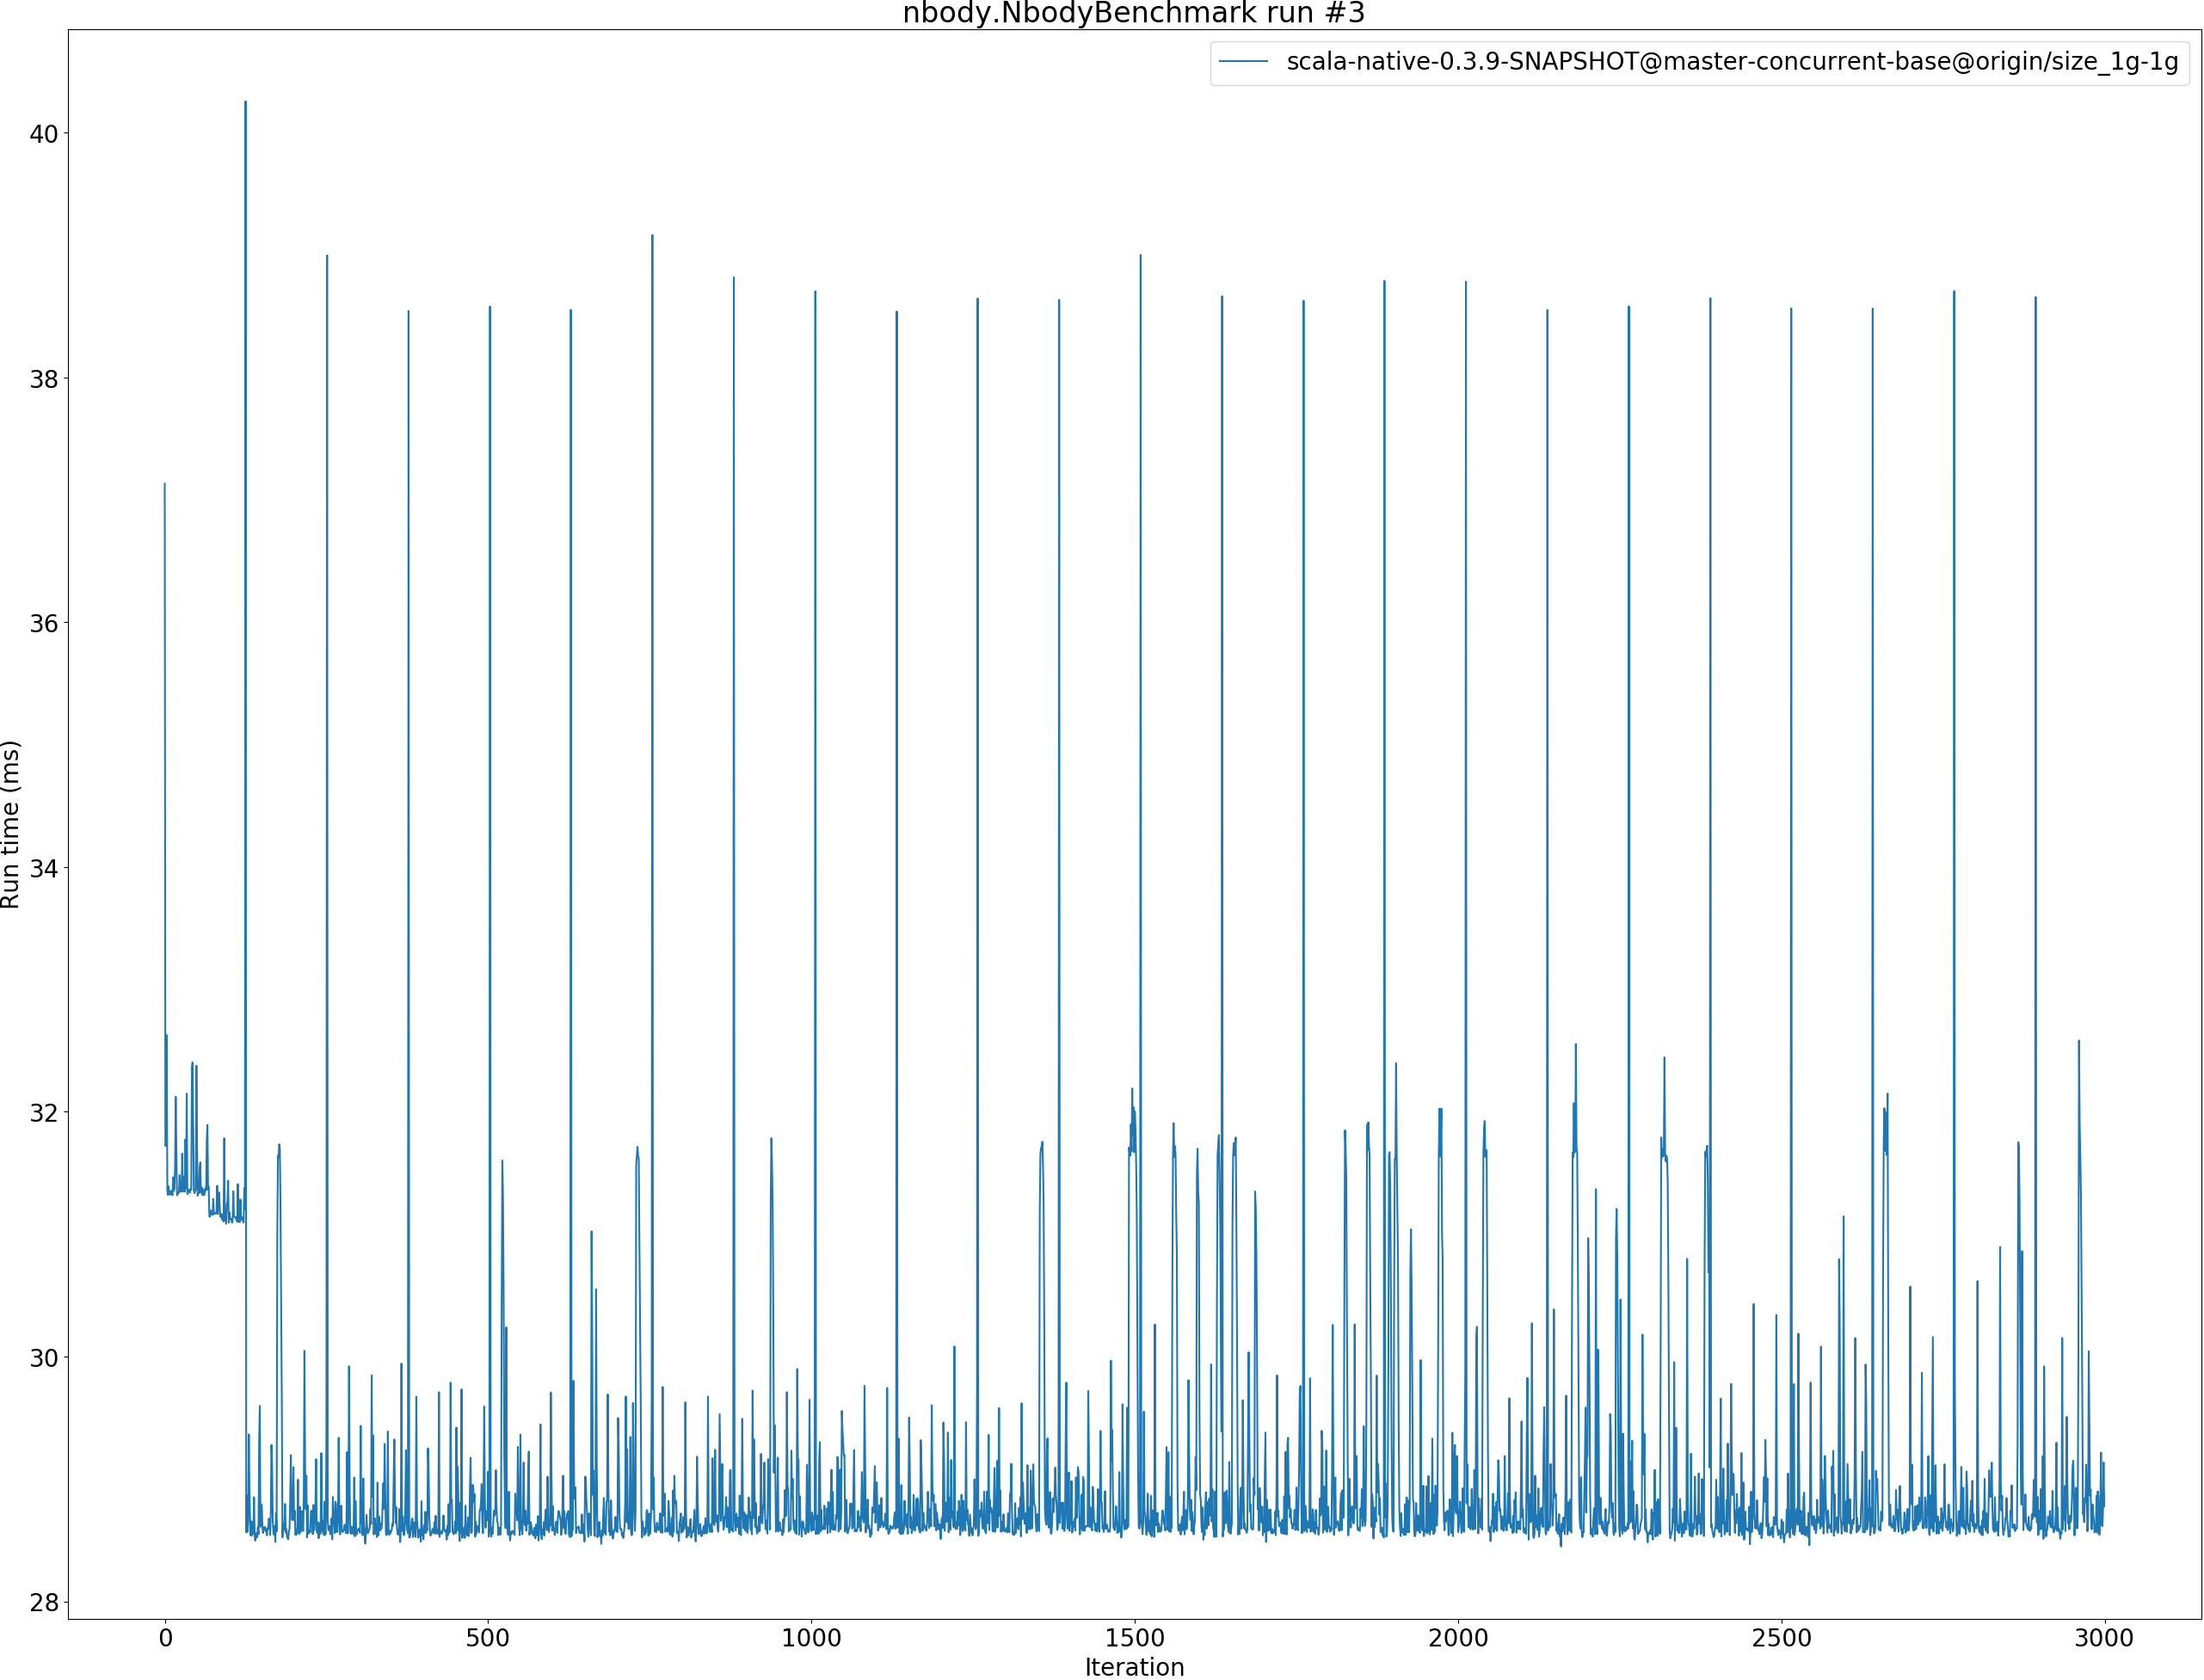 nbody.NbodyBenchmark run #3
scala-native-0.3.9-SNAPSHOT@master-concurrent-base@origin/size_1g-1g
40
38
36
34
32
30
28
Run time (ms)
0 500 1000 1500 2000 2500 3000
Iteration